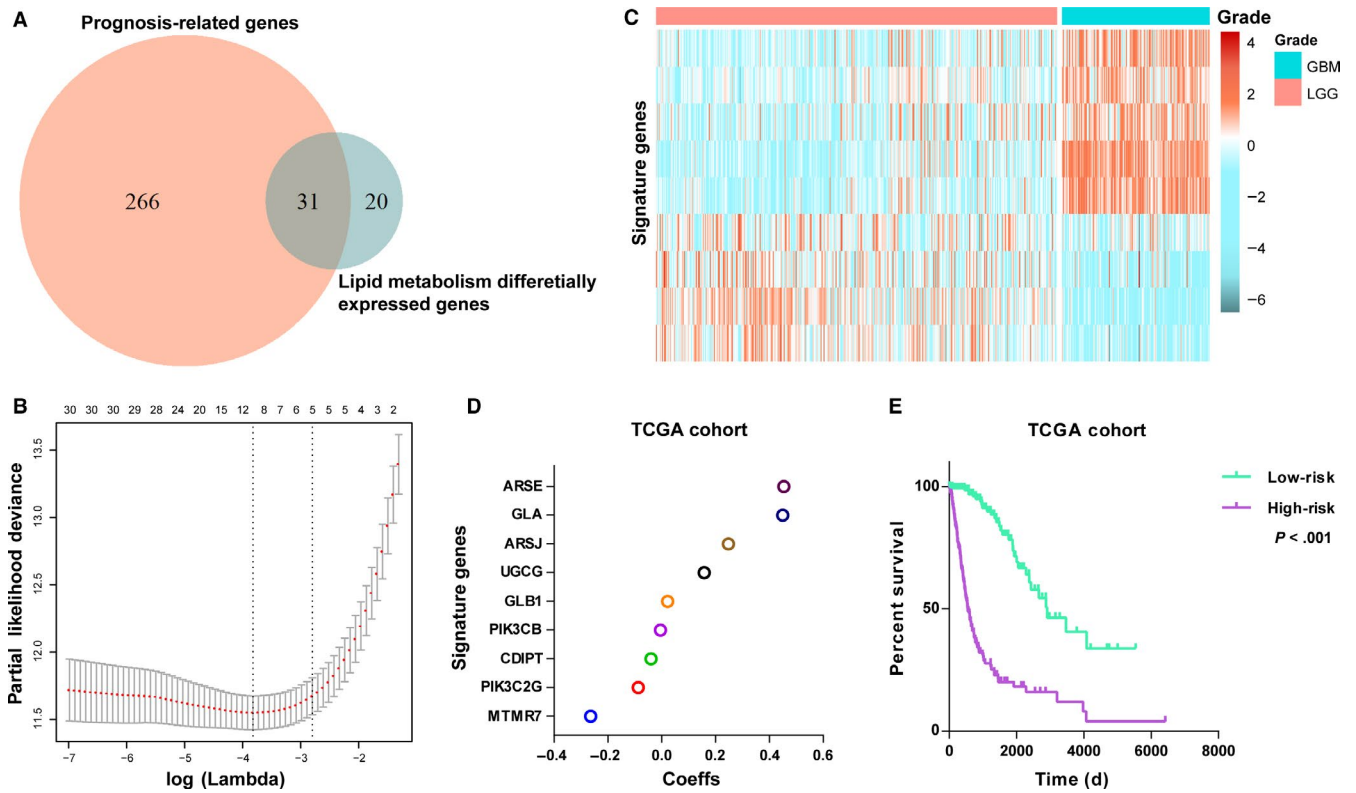 A
Prognosis-related genes
266
31
20
Lipid metabolism differetially
expressed genes
B
30 30 30 29 28 24 20 15 12 8 7 6 5 5 5 4 3 2
Partial likelihood deviance
13.5
13.0
12.5
12.0
11.5
−7 −6 −5 −4 −3 −2
log (Lambda)
C
Signature genes
Grade
4
2
0
−2
−4
−6
Grade
GBM
LGG
D
TCGA cohort
Signature genes
ARSE
GLA
ARSJ
UGCG
GLB1
PIK3CB
CDIPT
PIK3C2G
MTMR7
−0.4 −0.2 0.0 0.2 0.4 0.6
Coeffs
E
TCGA cohort
Percent survival
100
50
0
0 2000 4000 6000 8000
Time (d)
Low-risk
High-risk
P < .001